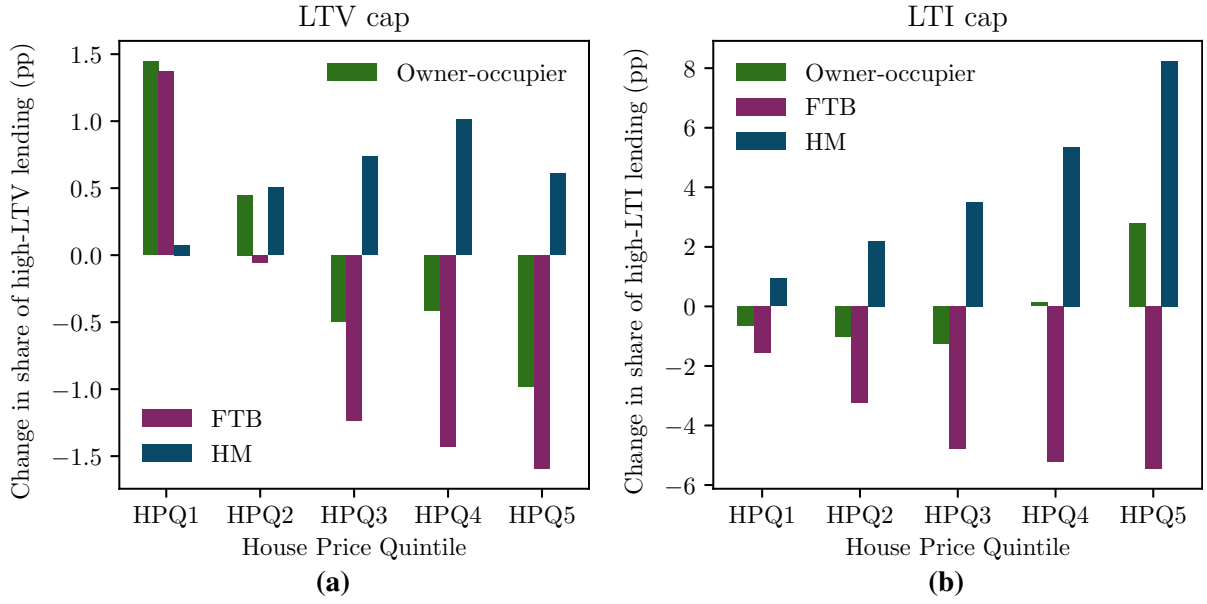 LTV cap
Change in share of high-LTV lending (pp)
1.5
1.0
0.5
0.0
−0.5
−1.0
−1.5
Owner-occupier
FTB
HM
HPQ1 HPQ2 HPQ3 HPQ4 HPQ5
House Price Quintile
(a)
LTI cap
Change in share of high-LTI lending (pp)
8
6
4
2
0
−2
−4
−6
Owner-occupier
FTB
HM
HPQ1 HPQ2 HPQ3 HPQ4 HPQ5
House Price Quintile
(b)